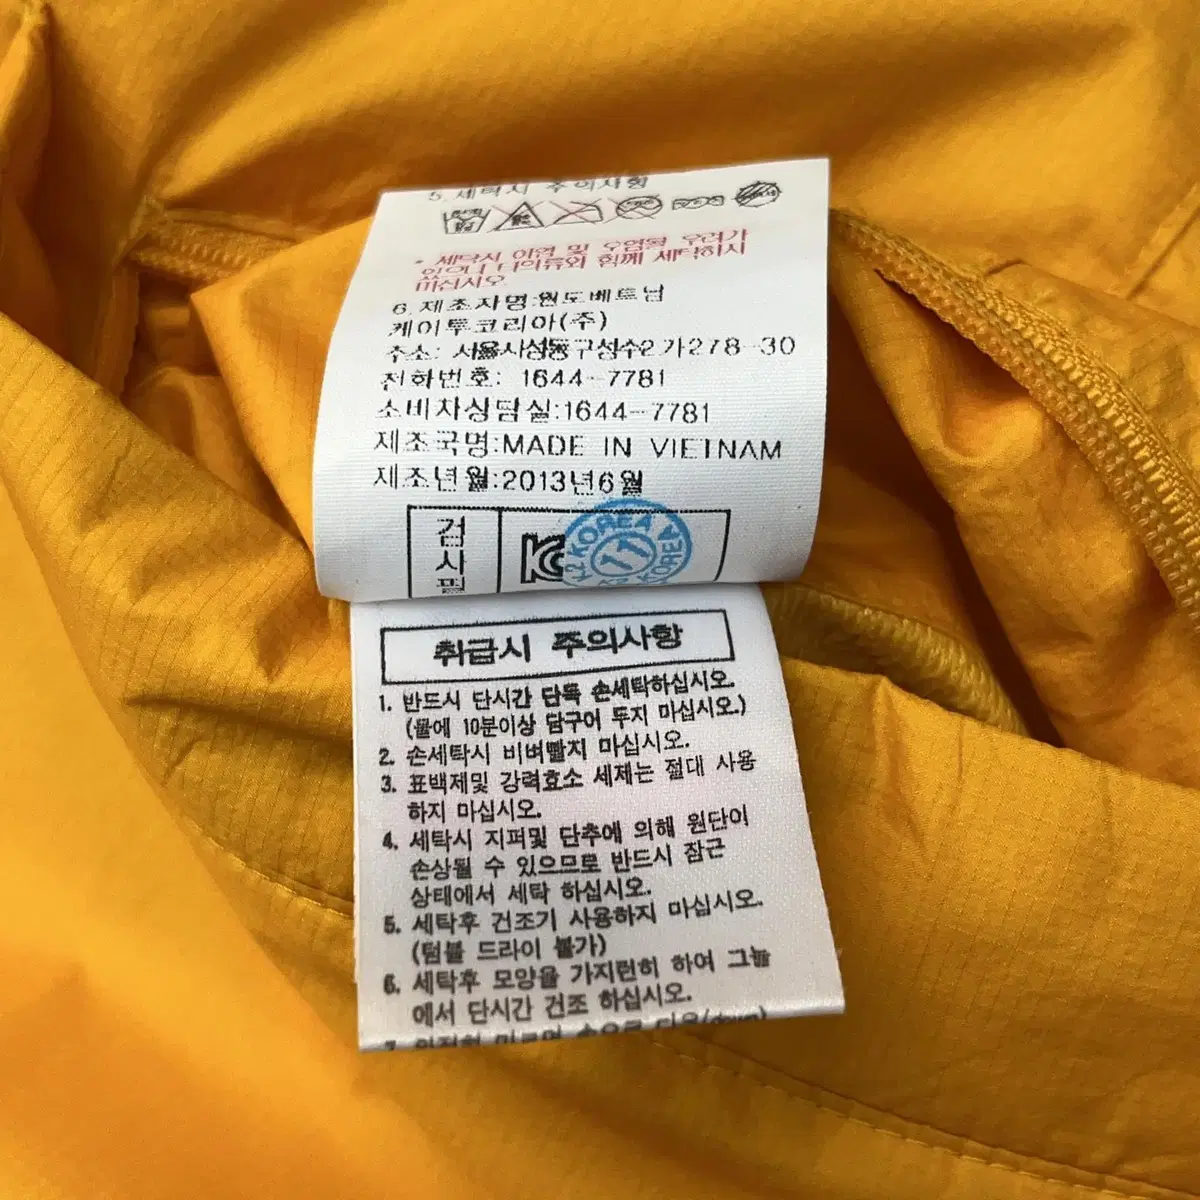 5. 세탁시 주의사항
* 세탁시 이염 및 오염될 우려가
있으니 타의류와 함께 세탁하지
마십시오
6. 제조자명:원도베트남
케이투코리아(주)
주소: 서울시성동구성수2가278-30
전화번호: 1644-7781
소비자상담실:1644-7781
제조국명:MADE IN VIETNAM
제조년월:2013년6월
검사필
KOREA
11
취급시 주의사항
1. 반드시 단시간 단독 손세탁하십시오.
(물에 10분이상 담구어 두지 마십시오.)
2. 손세탁시 비벼빨지 마십시오.
3. 표백제및 강력효소 세제는 절대 사용
하지 마십시오.
4. 세탁시 지퍼및 단추에 의해 원단이
손상될 수 있으므로 반드시 잠근
상태에서 세탁 하십시오.
5. 세탁후 건조기 사용하지 마십시오.
(텀블 드라이 불가)
6. 세탁후 모양을 가지런히 하여 그늘
에서 단시간 건조 하십시오.